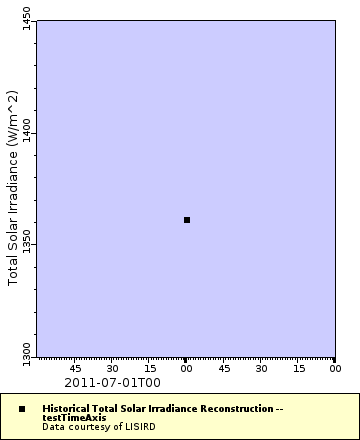 1450
1400
1350
1300
Total Solar Irradiance (W/m^2)
45 30 15 00 45 30 15 00 00
2011-07-01T00
Historical Total Solar Irradiance Reconstruction --
testTimeAxis
Data courtesy of LISIRD